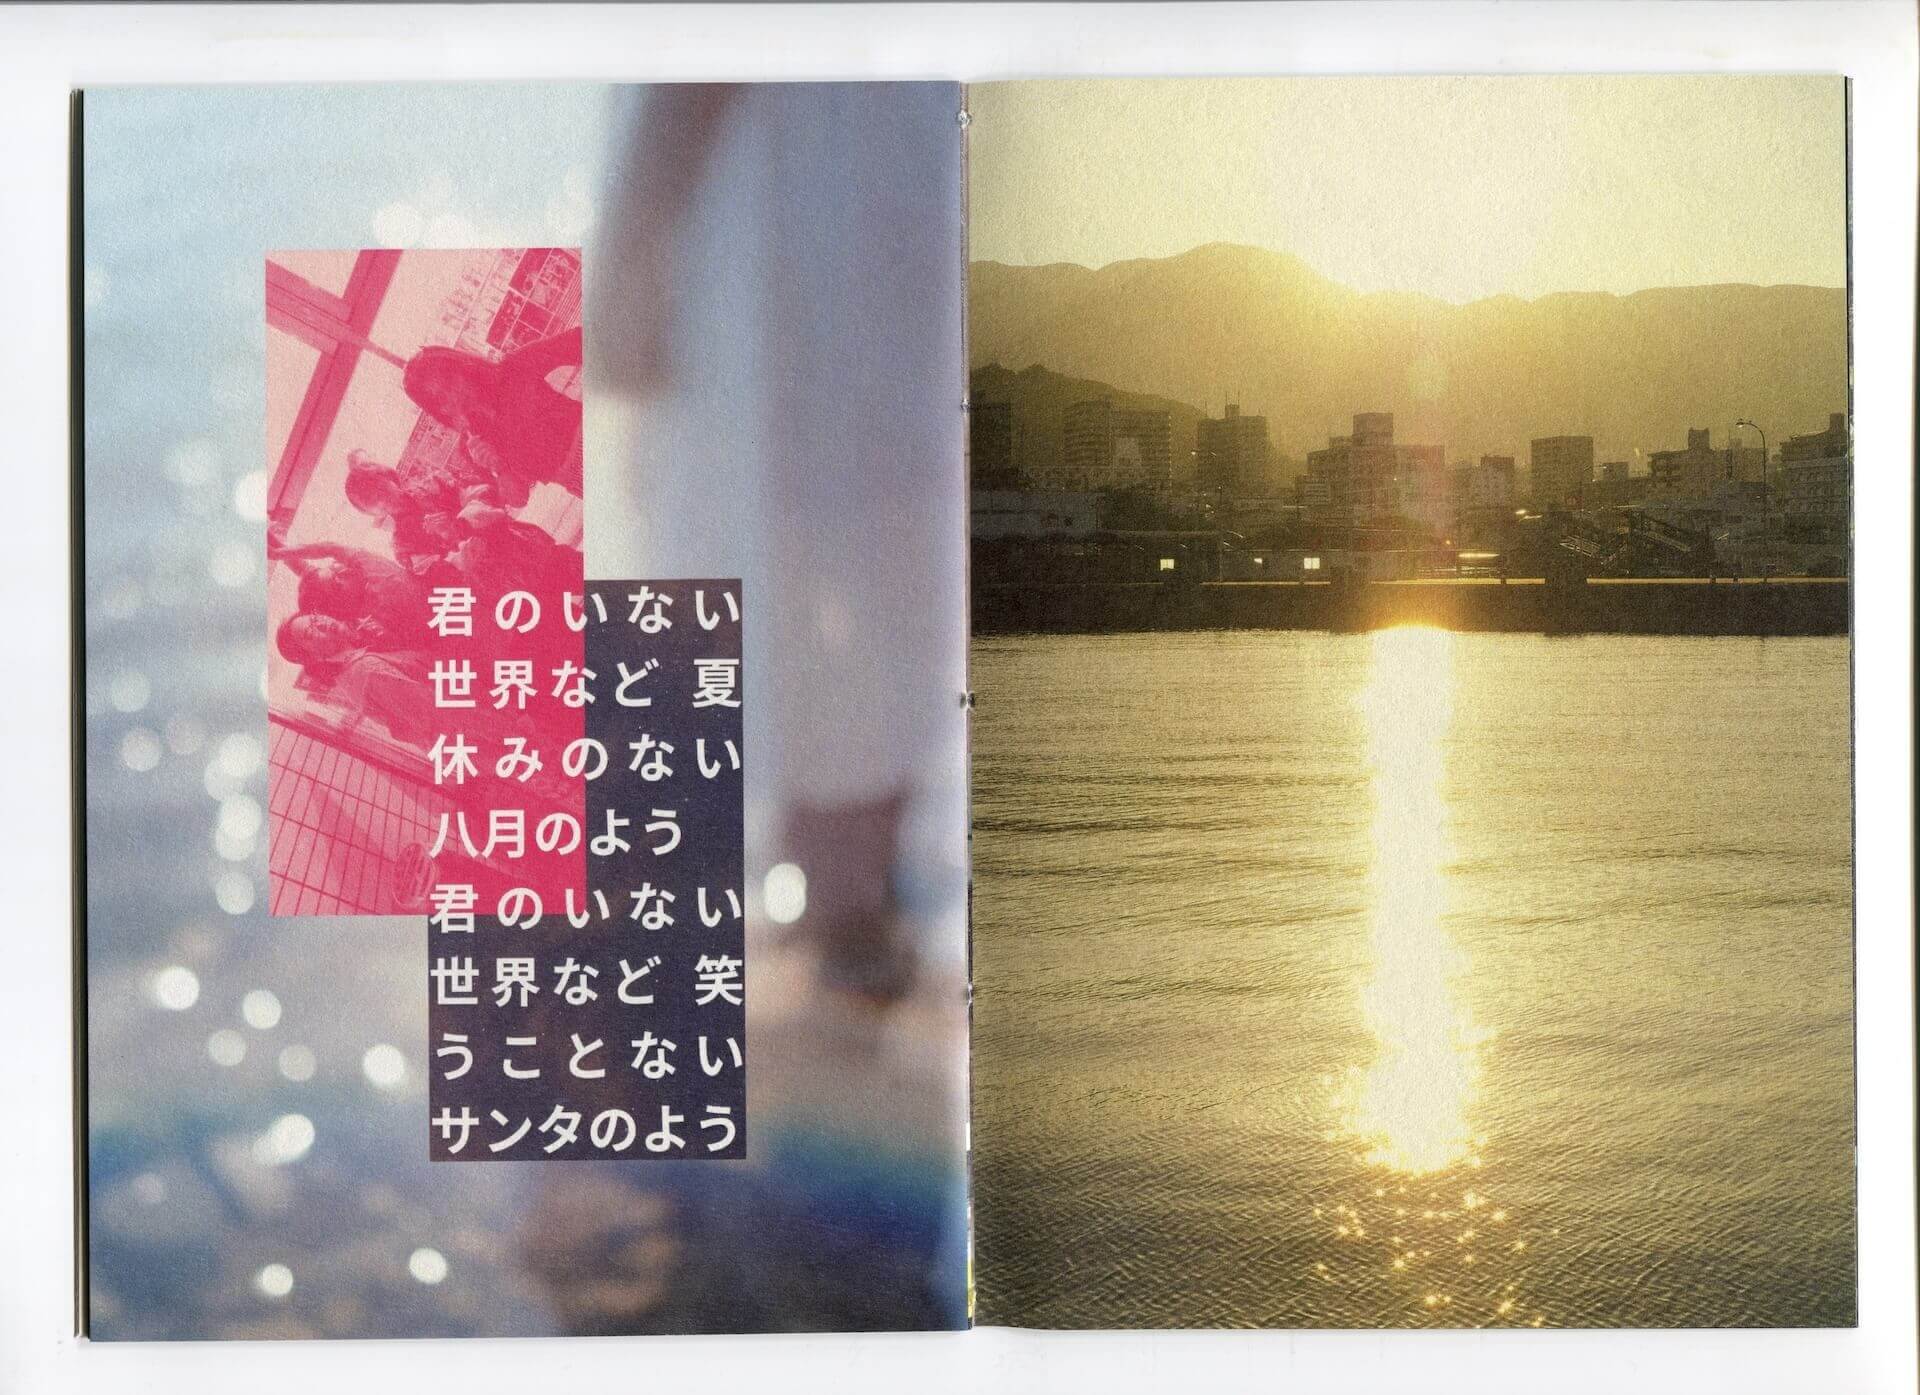 君のいない
世界など 夏
休みのない
八月のよう
君のいない
世界など 笑
うことない
サンタのよう